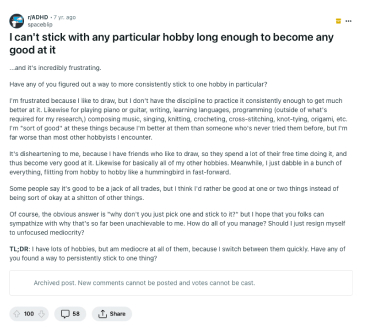 r/ADHD • 7 yr. ago
spaceblip
I can't stick with any particular hobby long enough to become any
good at it
...and it's incredibly frustrating.
Have any of you figured out a way to more consistently stick to one hobby in particular?
I'm frustrated because I like to draw, but I don't have the discipline to practice it consistently enough to get much
better at it. Likewise for playing piano or guitar, writing, learning languages, programming (outside of what's
required for my research,) composing music, singing, knitting, crocheting, cross-stitching, knot-tying, origami, etc.
I'm "sort of good" at these things because I'm better at them than someone who's never tried them before, but I'm
far worse than most other hobbyists I encounter.
It's disheartening to me, because I have friends who like to draw, so they spend a lot of their free time doing it, and
thus become very good at it. Likewise for basically all of my other hobbies. Meanwhile, I just dabble in a bunch of
everything, flitting from hobby to hobby like a hummingbird in fast-forward.
Some people say it's good to be a jack of all trades, but I think I'd rather be good at one or two things instead of
being sort of okay at a shitton of other things.
Of course, the obvious answer is "why don't you just pick one and stick to it?" but I hope that you folks can
sympathize with why that's so far been unachievable to me. How do all of you manage? Should I just resign myself
to unfocused mediocrity?
TL;DR: I have lots of hobbies, but am mediocre at all of them, because I switch between them quickly. Have any of
you found a way to persistently stick to one thing?
Archived post. New comments cannot be posted and votes cannot be cast.
100 58 Share